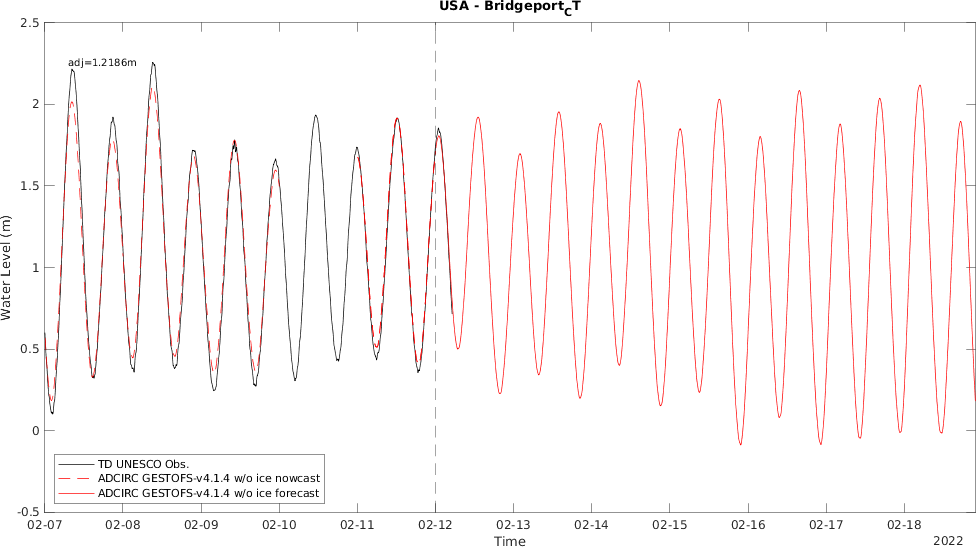 USA - Bridgeport_CT
2.5
adj=1.2186m
2
1.5
Water Level (m)
1
0.5
0
TD UNESCO Obs.
ADCIRC GESTOFS-v4.1.4 w/o ice nowcast
ADCIRC GESTOFS-v4.1.4 w/o ice forecast
-0.5
02-07 02-08 02-09 02-10 02-11 02-12 02-13 02-14 02-15 02-16 02-17 02-18
Time
2022